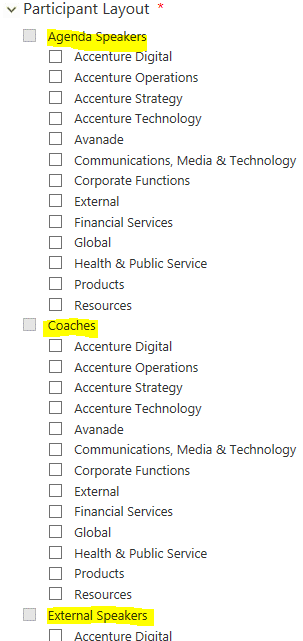 Participant Layout *
Agenda Speakers
Accenture Digital
Accenture Operations
Accenture Strategy
Accenture Technology
Avanade
Communications, Media & Technology
Corporate Functions
External
Financial Services
Global
Health & Public Service
Products
Resources
Coaches
Accenture Digital
Accenture Operations
Accenture Strategy
Accenture Technology
Avanade
Communications, Media & Technology
Corporate Functions
External
Financial Services
Global
Health & Public Service
Products
Resources
External Speakers
Accenture Digital